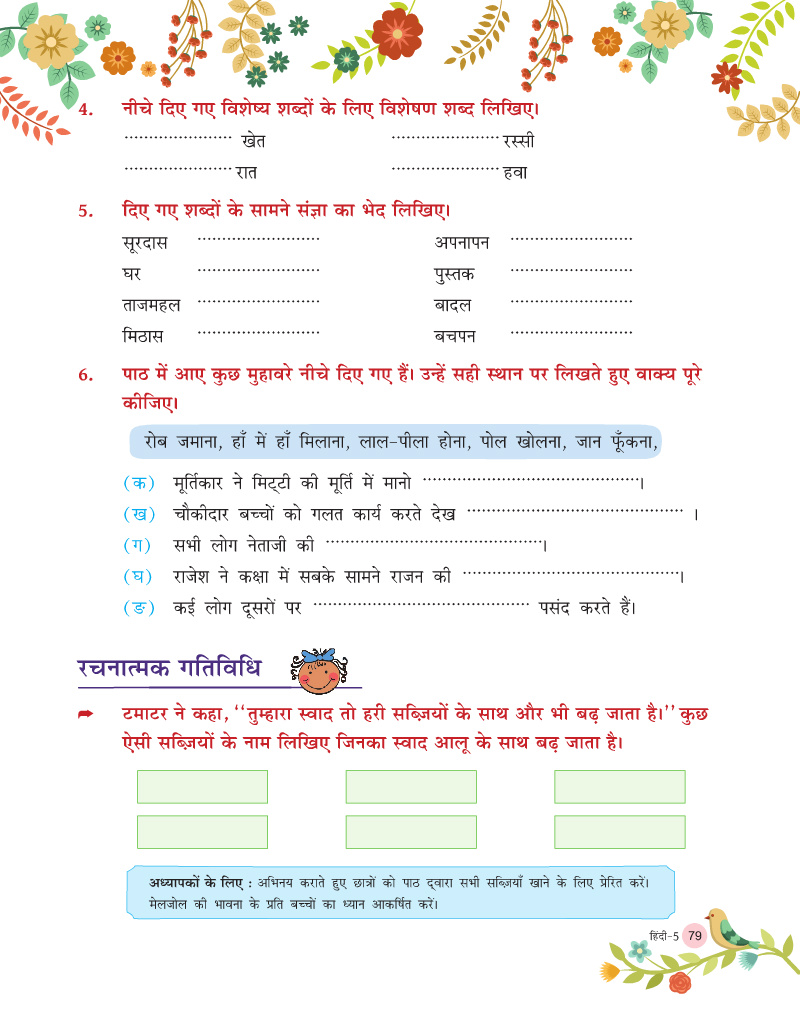 4. नीचे दिए गए विशेष्य शब्दों के लिए विशेषण शब्द लिखिए।
...................... खेत ...................... रस्सी
...................... रात ...................... हवा
5. दिए गए शब्दों के सामने संज्ञा का भेद लिखिए।
सूरदास ......................... अपनापन .........................
घर ......................... पुस्तक .........................
ताजमहल ......................... बादल .........................
मिठास ......................... बचपन .........................
6. पाठ में आए कुछ मुहावरे नीचे दिए गए हैं। उन्हें सही स्थान पर लिखते हुए वाक्य पूरे
कीजिए।
रोब जमाना, हाँ में हाँ मिलाना, लाल-पीला होना, पोल खोलना, जान फूँकना,
(क) मूर्तिकार ने मिट्‌टी की मूर्ति में मानो ............................................।
(ख) चौकीदार बच्चों को गलत कार्य करते देख ............................................ ।
(ग) सभी लोग नेताजी की ............................................।
(घ) राजेश ने कक्षा में सबके सामने राजन की ............................................।
(ङ) कई लोग दूसरों पर ............................................ पसंद करते हैं।
रचनात्मक गतिविधि
➦ टमाटर ने कहा, ‘‘तुम्हारा स्वाद तो हरी सब्ज़ियों के साथ और भी बढ़ जाता है।’’ कुछ
ऐसी सब्ज़ियों के नाम लिखिए जिनका स्वाद आलू के साथ बढ़ जाता है।
अध्यापकों के लिए : अभिनय कराते हुए छात्रों को पाठ द्‌वारा सभी सब्ज़ियाँ खाने के लिए प्रेरित करें।
मेलजोल की भावना के प्रति बच्चों का ध्यान आकर्षित करें।
हिंदी-5 79